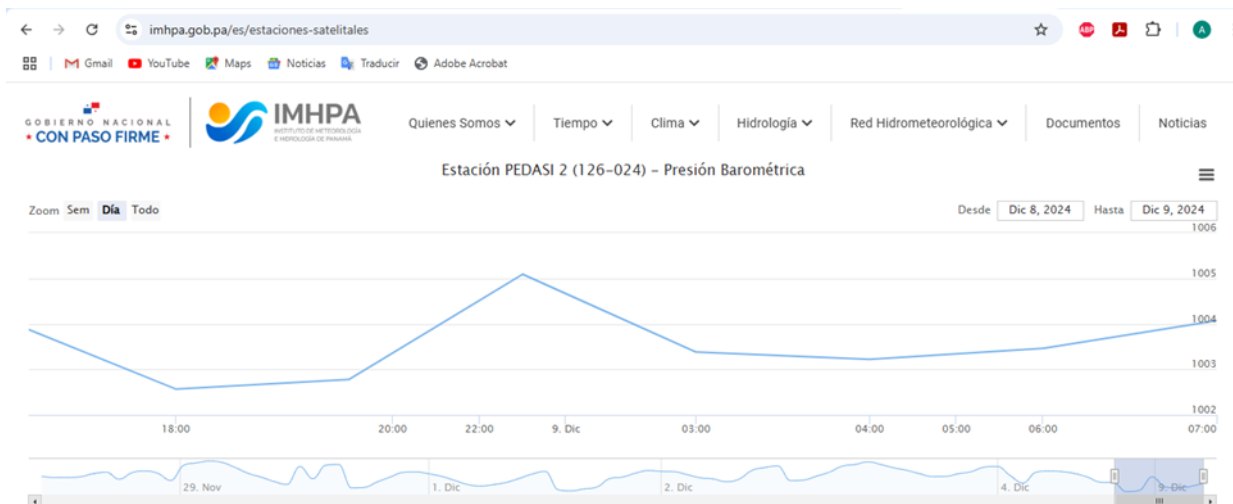 imhpa.gob.pa/es/estaciones-satelitales
ABP
A
Gmail YouTube Maps Noticias Traducir Adobe Acrobat
GOBIERNO NACIONAL
• CON PASO FIRME •
IMHPA
INSTITUTO DE METEOROLOGÍA
E HIDROLOGÍA DE PANAMÁ
Quienes Somos Tiempo Clima Hidrología Red Hidrometeorológica Documentos Noticias
Estación PEDASI 2 (126-024) – Presión Barométrica
Zoom Sem Día Todo Desde Dic 8, 2024 Hasta Dic 9, 2024
1006
1005
1004
1003
1002
18:00 20:00 22:00 9. Dic 03:00 04:00 05:00 06:00 07:00
29. Nov 1. Dic 2. Dic 4. Dic 9. Dic